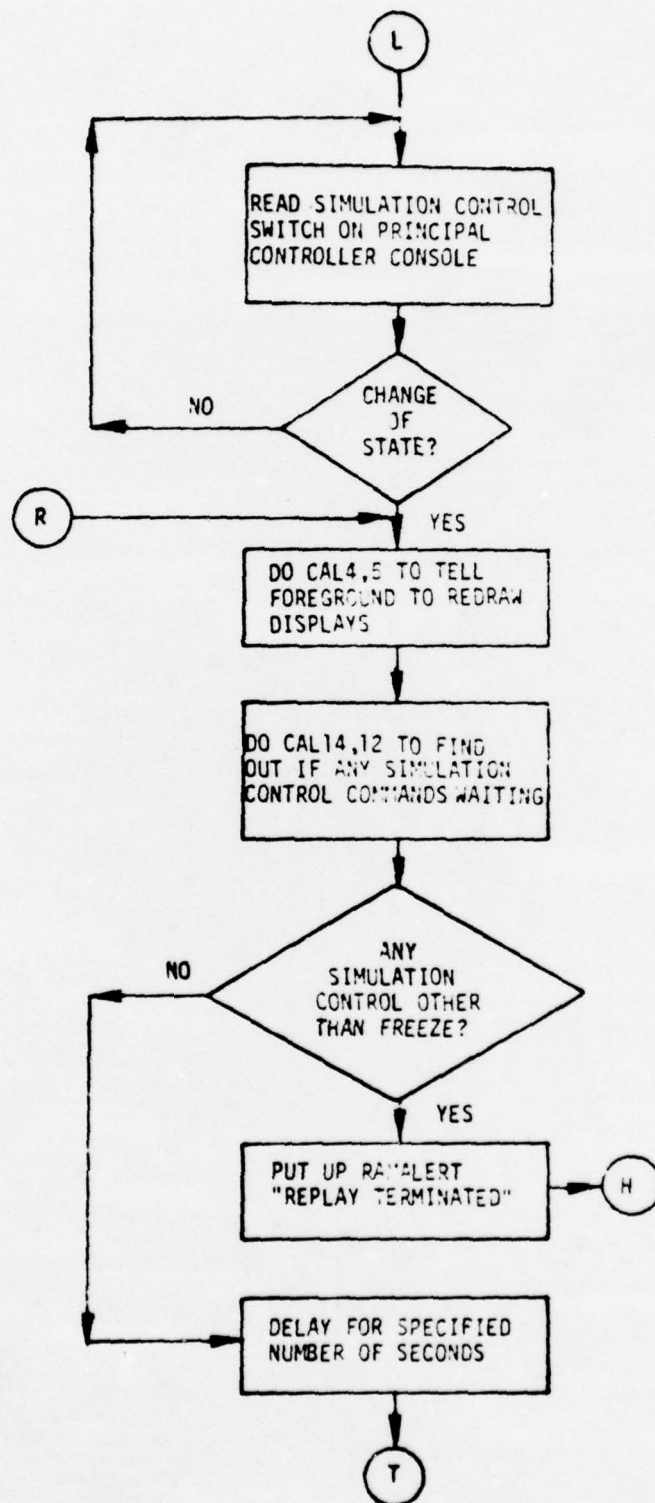 L
READ SIMULATION CONTROL
SWITCH ON PRINCIPAL
CONTROLLER CONSOLE
NO
CHANGE
OF
STATE?
R
YES
DO CAL4,5 TO TELL
FOREGROUND TO REDRAW
DISPLAYS
DO CAL14,12 TO FIND
OUT IF ANY SIMULATION
CONTROL COMMANDS WAITING
NO
ANY
SIMULATION
CONTROL OTHER
THAN FREEZE?
YES
PUT UP
"REPLAY TERMINATED"
H
DELAY FOR SPECIFIED
NUMBER OF SECONDS
T